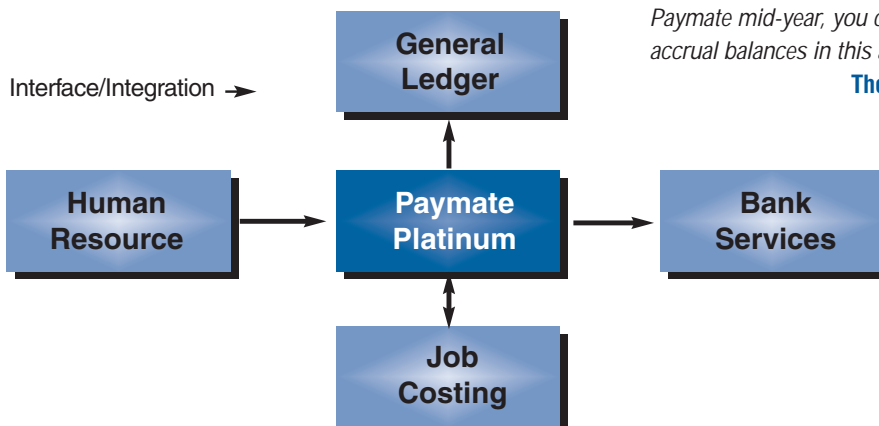 Paymate mid-year, you
accrual balances in this
General
Ledger
Interface/Integration
Human
Resource
Paymate
Platinum
Bank
Services
Job
Costing